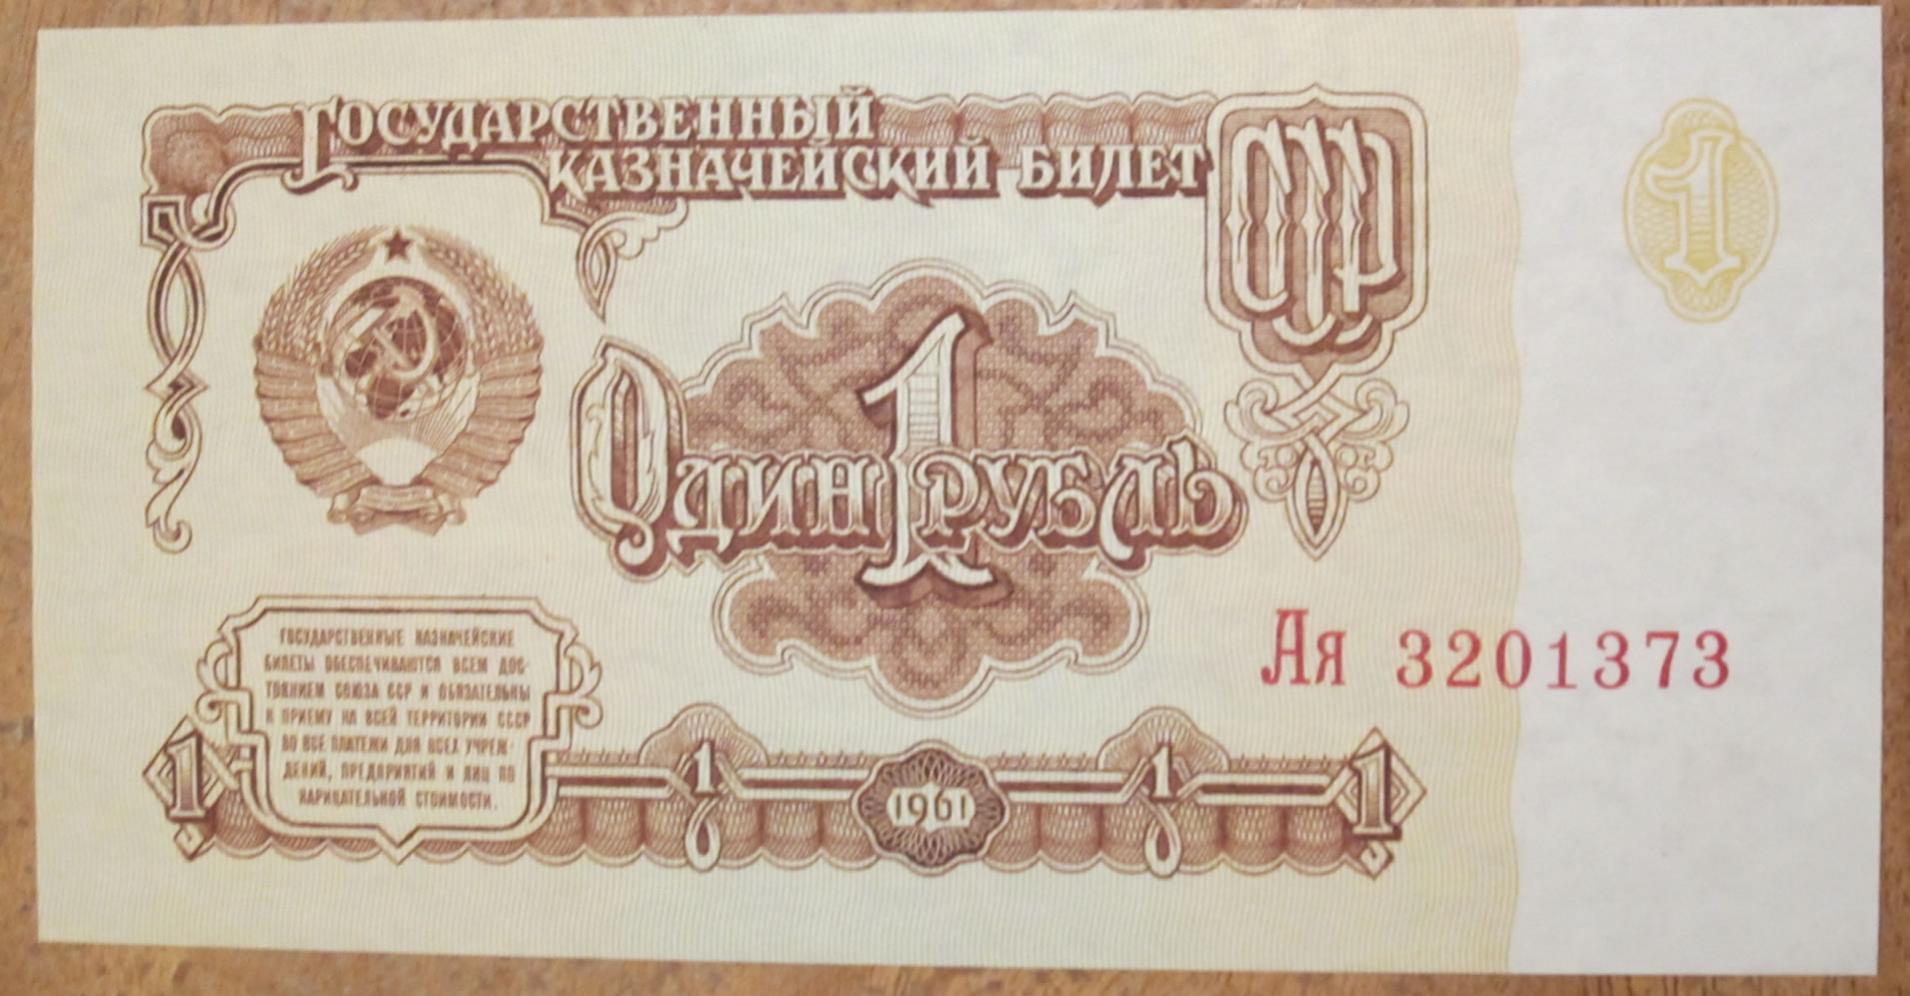 ГОСУДАРСТВЕННЫЙ
КАЗНАЧЕЙСКИЙ БИЛЕТ
СССР
1
1
ОДИН РУБЛЬ
Ая 3201373
ГОСУДАРСТВЕННЫЕ КАЗНАЧЕЙСКИЕ
БИЛЕТЫ ОБЕСПЕЧИВАЮТСЯ ВСЕМ ДОС-
ТОЯНИЕМ СОЮЗА ССР И ОБЯЗАТЕЛЬНЫ
К ПРИЕМУ НА ВСЕЙ ТЕРРИТОРИИ СССР
ВО ВСЕ ПЛАТЕЖИ ДЛЯ ВСЕХ УЧРЕЖ-
ДЕНИЙ, ПРЕДПРИЯТИЙ И ЛИЦ ПО
НАРИЦАТЕЛЬНОЙ СТОИМОСТИ.
1 1 1961 1 1